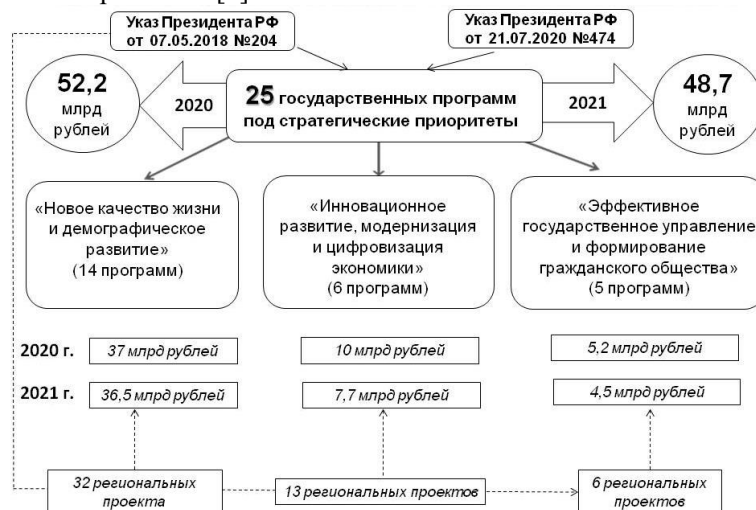 Указ Президента РФ
от 07.05.2018 №204
Указ Президента РФ
от 21.07.2020 №474
52,2
млрд
рублей
2020
25 государственных программ
под стратегические приоритеты
2021
48,7
млрд
рублей
«Новое качество жизни
и демографическое
развитие»
(14 программ)
«Инновационное
развитие, модернизация
и цифровизация
экономики»
(6 программ)
«Эффективное
государственное управление
и формирование
гражданского общества»
(5 программ)
2020 г.
37 млрд рублей
10 млрд рублей
5,2 млрд рублей
2021 г.
36,5 млрд рублей
7,7 млрд рублей
4,5 млрд рублей
32 региональных
проекта
13 региональных проектов
6 региональных
проектов